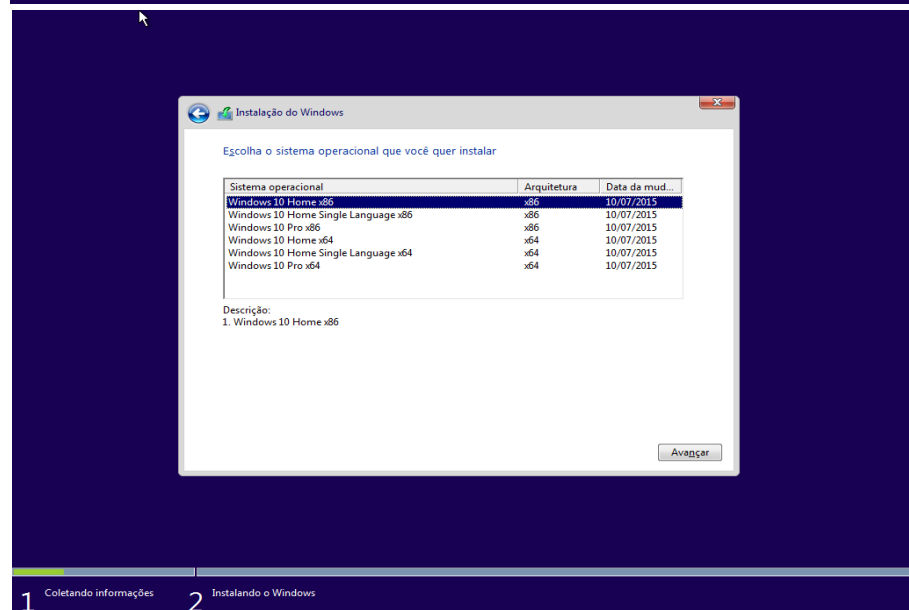 Instalação do Windows
Escolha o sistema operacional que você quer instalar
Sistema operacional Arquitetura Data da mud...
Windows 10 Home x86 x86 10/07/2015
Windows 10 Home Single Language x86 x86 10/07/2015
Windows 10 Pro x86 x86 10/07/2015
Windows 10 Home x64 x64 10/07/2015
Windows 10 Home Single Language x64 x64 10/07/2015
Windows 10 Pro x64 x64 10/07/2015
Descrição:
1. Windows 10 Home x86
Avançar
1 Coletando informações 2 Instalando o Windows